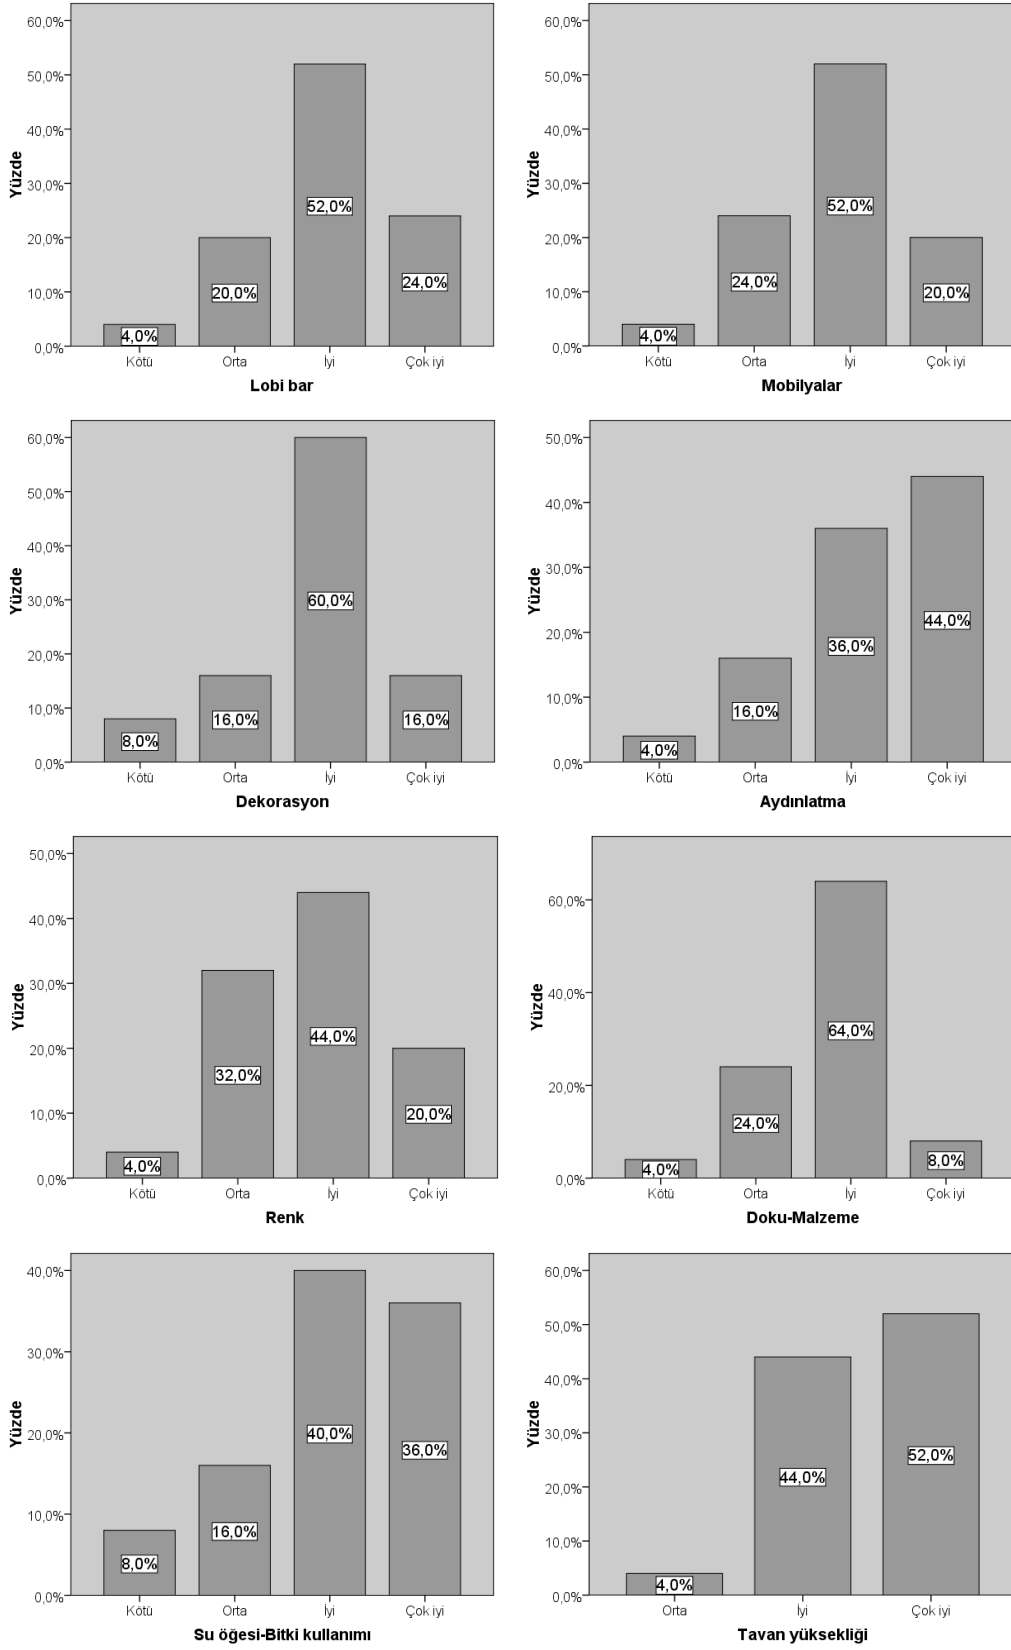 60,0%
50,0%
40,0%
30,0%
20,0%
10,0%
0,0%
Yüzde
4,0%
20,0%
52,0%
24,0%
Kötü
Orta
İyi
Çok iyi
Lobi bar
60,0%
50,0%
40,0%
30,0%
20,0%
10,0%
0,0%
Yüzde
4,0%
24,0%
52,0%
20,0%
Kötü
Orta
İyi
Çok iyi
Mobilyalar
60,0%
50,0%
40,0%
30,0%
20,0%
10,0%
0,0%
Yüzde
8,0%
16,0%
60,0%
16,0%
Kötü
Orta
İyi
Çok iyi
Dekorasyon
50,0%
40,0%
30,0%
20,0%
10,0%
0,0%
Yüzde
4,0%
16,0%
36,0%
44,0%
Kötü
Orta
İyi
Çok iyi
Aydınlatma
50,0%
40,0%
30,0%
20,0%
10,0%
0,0%
Yüzde
4,0%
32,0%
44,0%
20,0%
Kötü
Orta
İyi
Çok iyi
Renk
60,0%
40,0%
20,0%
0,0%
Yüzde
4,0%
24,0%
64,0%
8,0%
Kötü
Orta
İyi
Çok iyi
Doku-Malzeme
40,0%
30,0%
20,0%
10,0%
0,0%
Yüzde
8,0%
16,0%
40,0%
36,0%
Kötü
Orta
İyi
Çok iyi
Su öğesi-Bitki kullanımı
60,0%
50,0%
40,0%
30,0%
20,0%
10,0%
0,0%
Yüzde
4,0%
44,0%
52,0%
Orta
İyi
Çok iyi
Tavan yüksekliği